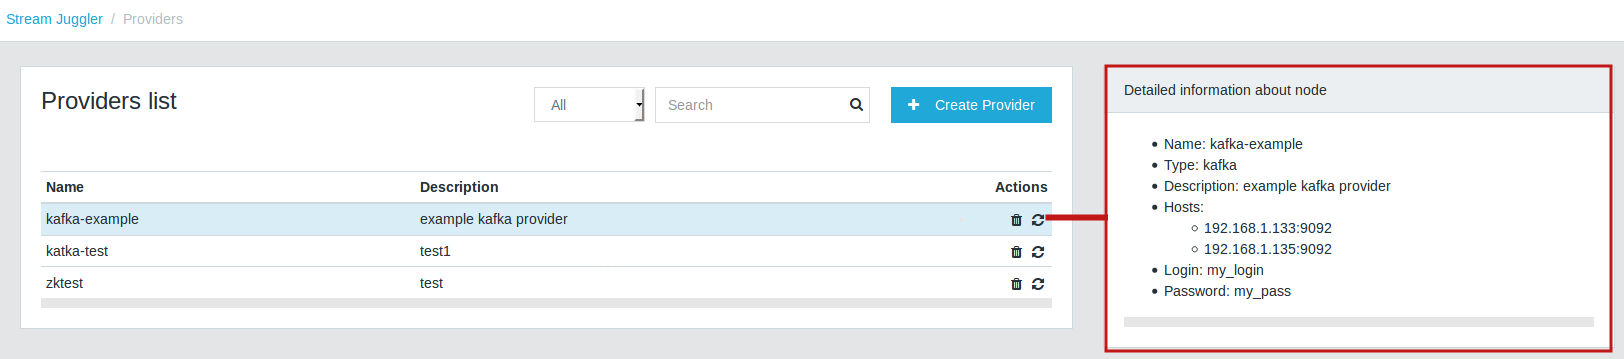 Stream Juggler / Providers
Providers list
All
Search
Create Provider
Name Description Actions
kafka-example example kafka provider
katka-test test1
zktest test
Detailed information about node
Name: kafka-example
Type: kafka
Description: example kafka provider
Hosts:
192.168.1.133:9092
192.168.1.135:9092
Login: my_login
Password: my_pass